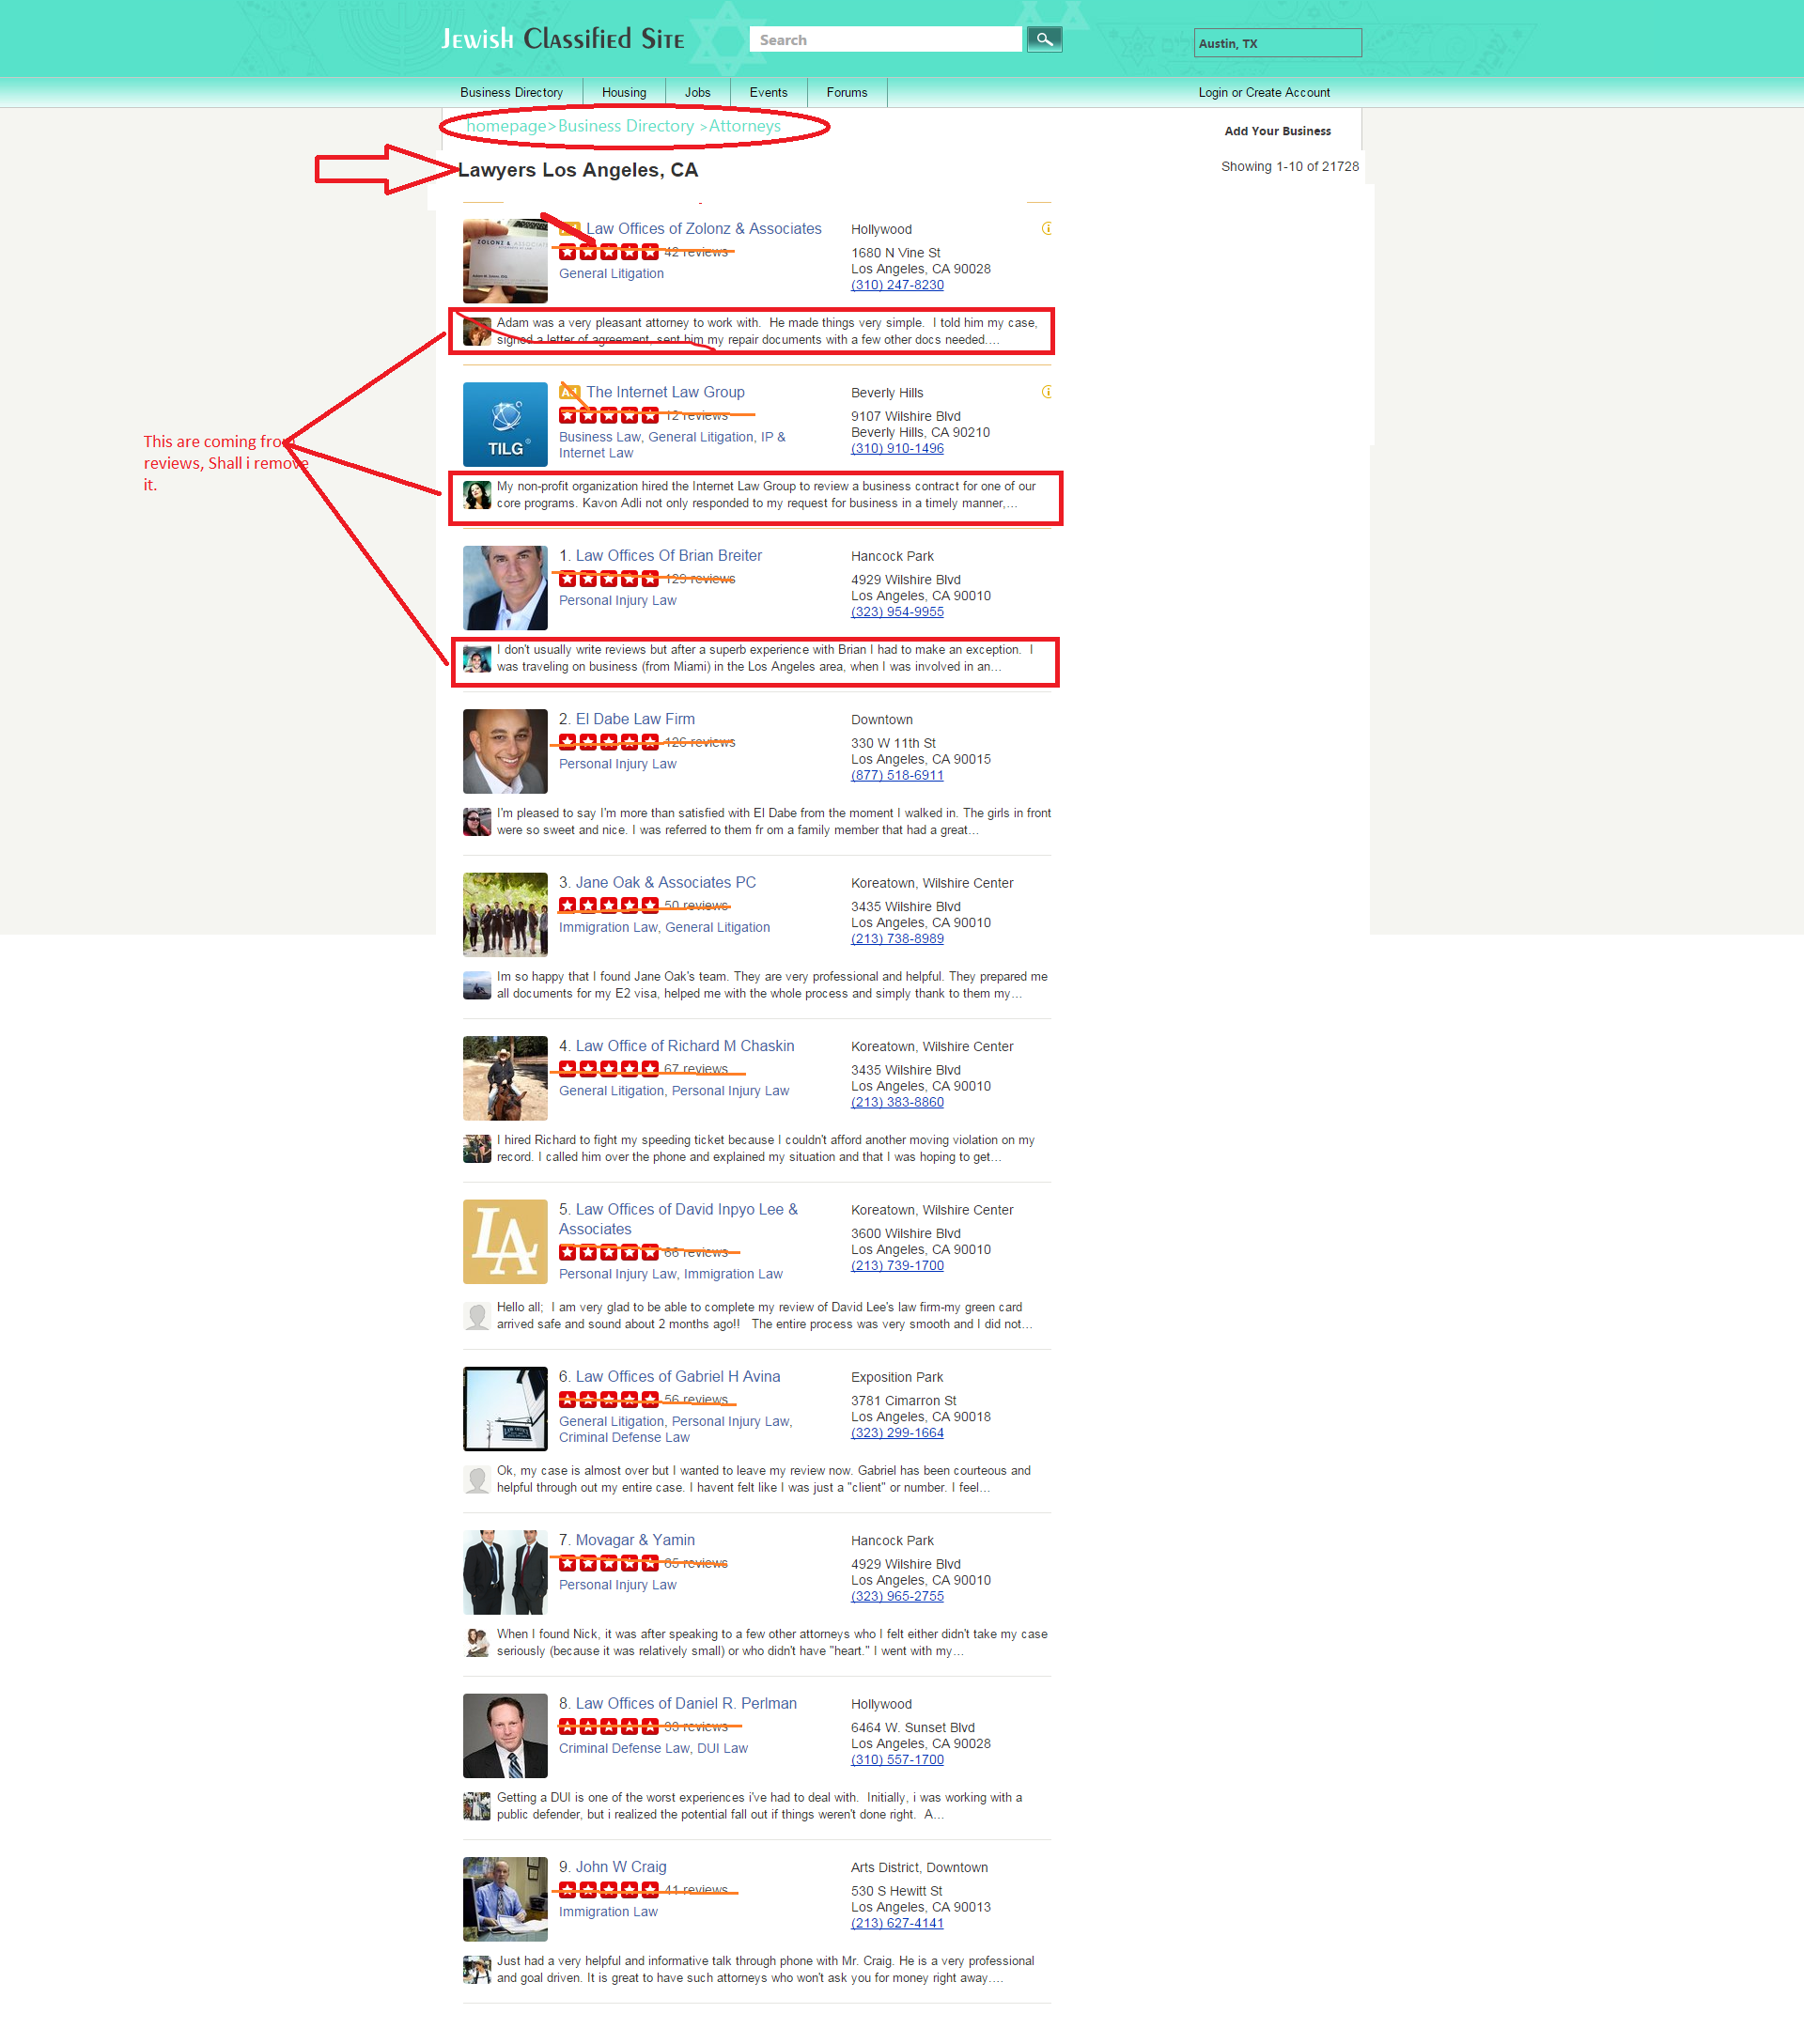 Jewish Classified Site
Search
Austin, TX
Business Directory
Housing
Jobs
Events
Forums
Login or Create Account
homepage>Business Directory >Attorneys
Add Your Business
Lawyers Los Angeles, CA
Showing 1-10 of 21728
Law Offices of Zolonz & Associates
42 reviews
General Litigation
Hollywood
1680 N Vine St
Los Angeles, CA 90028
(310) 247-8230
ZOLONZ & ASSOCIATES
Adam was a very pleasant attorney to work with.  He made things very simple.  I told him my case,
signed a letter of agreement, sent him my repair documents with a few other docs needed....
Ad
The Internet Law Group
12 reviews
Business Law, General Litigation, IP &
Internet Law
Beverly Hills
9107 Wilshire Blvd
Beverly Hills, CA 90210
(310) 910-1496
TILG®
This are coming from
reviews, Shall i remove
it.
My non-profit organization hired the Internet Law Group to review a business contract for one of our
core programs. Kavon Adli not only responded to my request for business in a timely manner,...
1. Law Offices Of Brian Breiter
129 reviews
Personal Injury Law
Hancock Park
4929 Wilshire Blvd
Los Angeles, CA 90010
(323) 954-9955
I don't usually write reviews but after a superb experience with Brian I had to make an exception.  I
was traveling on business (from Miami) in the Los Angeles area, when I was involved in an...
2. El Dabe Law Firm
126 reviews
Personal Injury Law
Downtown
330 W 11th St
Los Angeles, CA 90015
(877) 518-6911
I'm pleased to say I'm more than satisfied with El Dabe from the moment I walked in. The girls in front
were so sweet and nice. I was referred to them fr om a family member that had a great...
3. Jane Oak & Associates PC
50 reviews
Immigration Law, General Litigation
Koreatown, Wilshire Center
3435 Wilshire Blvd
Los Angeles, CA 90010
(213) 738-8989
Im so happy that I found Jane Oak's team. They are very professional and helpful. They prepared me
all documents for my E2 visa, helped me with the whole process and simply thank to them my...
4. Law Office of Richard M Chaskin
67 reviews
General Litigation, Personal Injury Law
Koreatown, Wilshire Center
3435 Wilshire Blvd
Los Angeles, CA 90010
(213) 383-8860
I hired Richard to fight my speeding ticket because I couldn't afford another moving violation on my
record. I called him over the phone and explained my situation and that I was hoping to get...
5. Law Offices of David Inpyo Lee &
Associates
reviews
Personal Injury Law, Immigration Law
Koreatown, Wilshire Center
3600 Wilshire Blvd
Los Angeles, CA 90010
(213) 739-1700
LA
Hello all;  I am very glad to be able to complete my review of David Lee's law firm-my green card
arrived safe and sound about 2 months ago!!   The entire process was very smooth and I did not...
6. Law Offices of Gabriel H Avina
56 reviews
General Litigation, Personal Injury Law,
Criminal Defense Law
Exposition Park
3781 Cimarron St
Los Angeles, CA 90018
(323) 299-1664
Ok, my case is almost over but I wanted to leave my review now. Gabriel has been courteous and
helpful through out my entire case. I havent felt like I was just a "client" or number. I feel...
7. Movagar & Yamin
reviews
Personal Injury Law
Hancock Park
4929 Wilshire Blvd
Los Angeles, CA 90010
(323) 965-2755
When I found Nick, it was after speaking to a few other attorneys who I felt either didn't take my case
seriously (because it was relatively small) or who didn't have "heart." I went with my...
8. Law Offices of Daniel R. Perlman
reviews
Criminal Defense Law, DUI Law
Hollywood
6464 W. Sunset Blvd
Los Angeles, CA 90028
(310) 557-1700
Getting a DUI is one of the worst experiences i've had to deal with.  Initially, i was working with a
public defender, but i realized the potential fall out if things weren't done right.  A...
9. John W Craig
41 reviews
Immigration Law
Arts District, Downtown
530 S Hewitt St
Los Angeles, CA 90013
(213) 627-4141
Just had a very helpful and informative talk through phone with Mr. Craig. He is a very professional
and goal driven. It is great to have such attorneys who won't ask you for money right away....